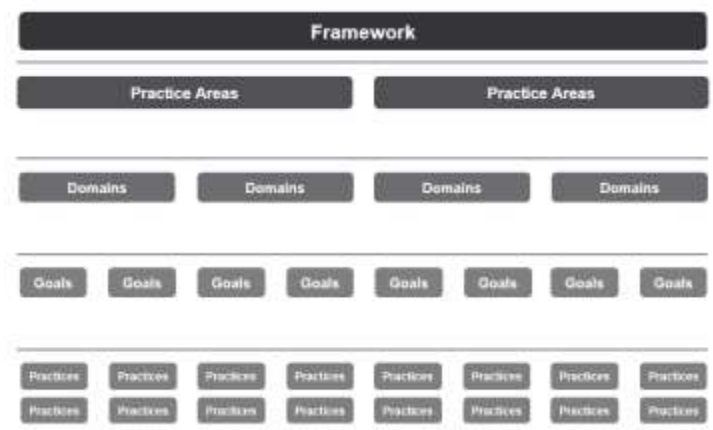 Framework
Practice Areas Practice Areas
Domains Domains Domains Domains
Goals Goals Goals Goals Goals Goals Goals Goals
Practices Practices Practices Practices Practices Practices Practices Practices
Practices Practices Practices Practices Practices Practices Practices Practices